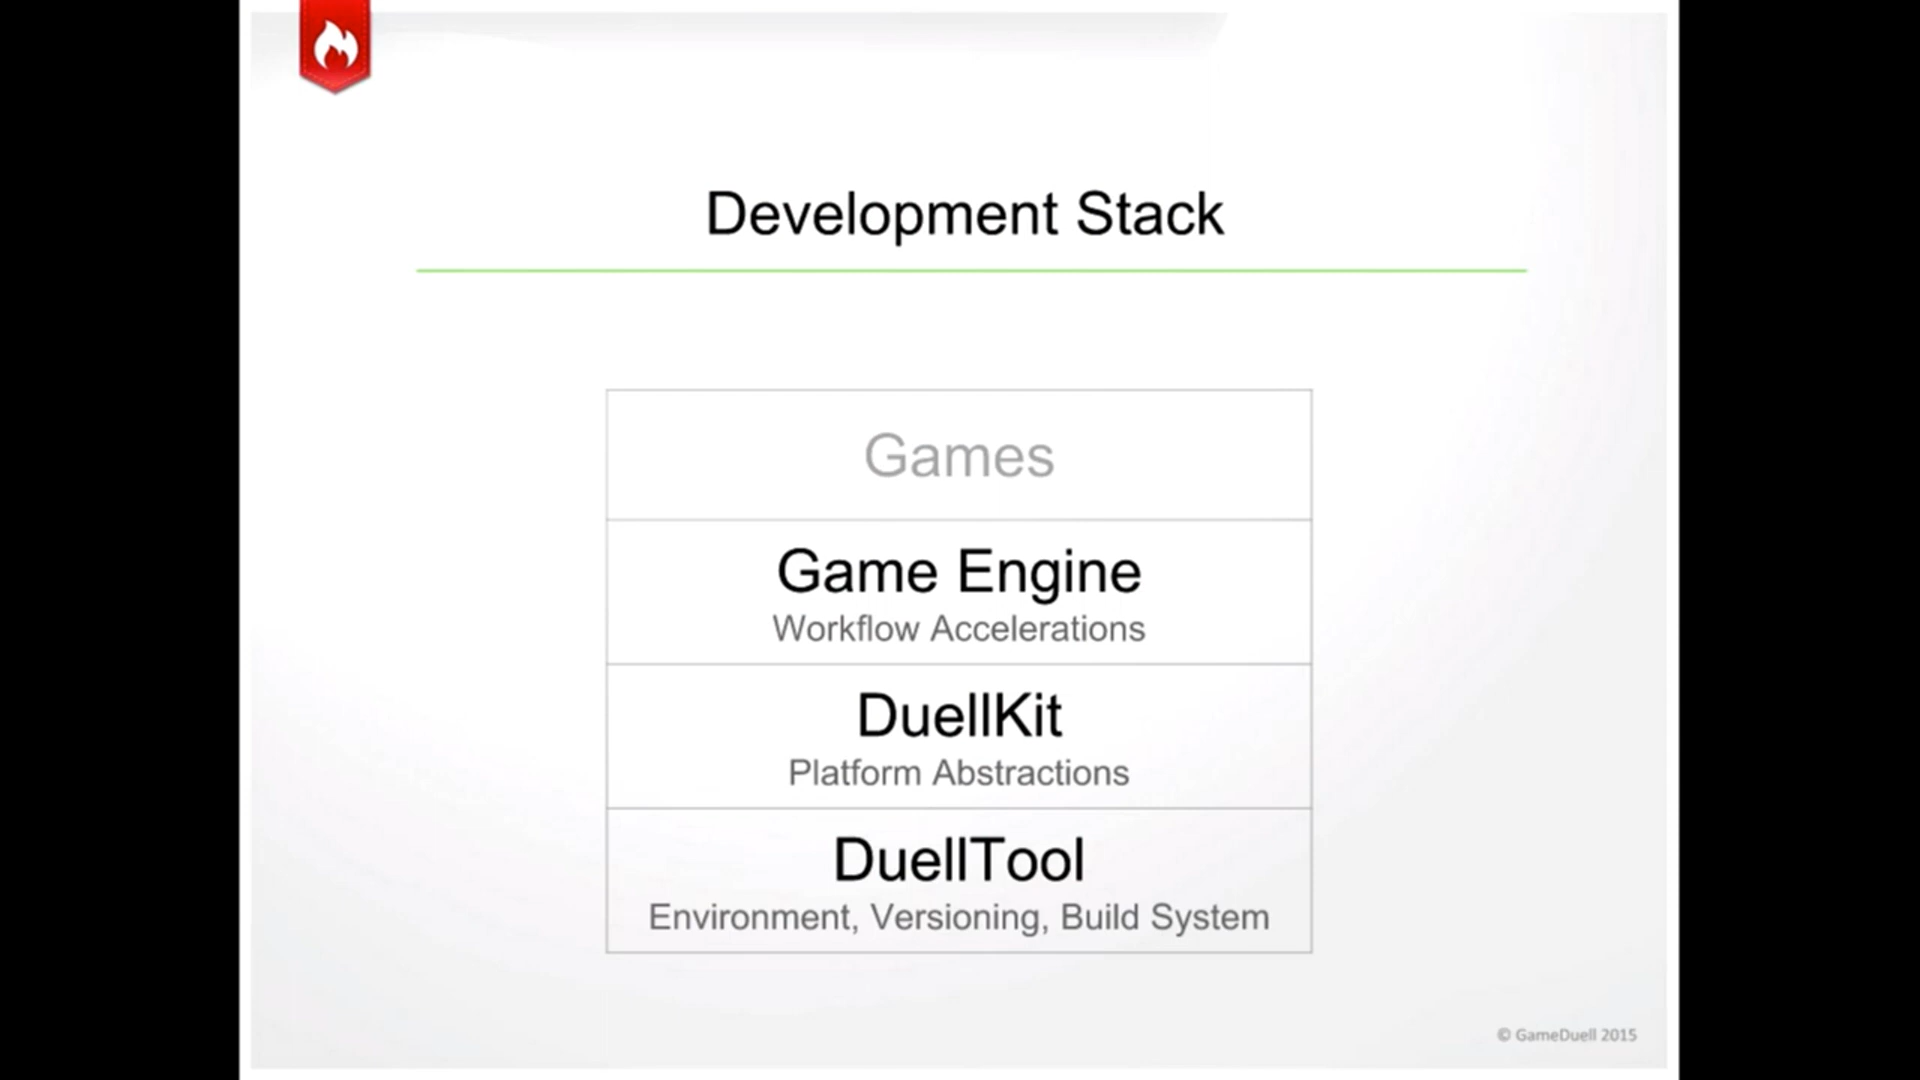 Development Stack
Games
Game Engine
Workflow Accelerations
DuellKit
Platform Abstractions
DuellTool
Environment, Versioning, Build System
© GameDuell 2015